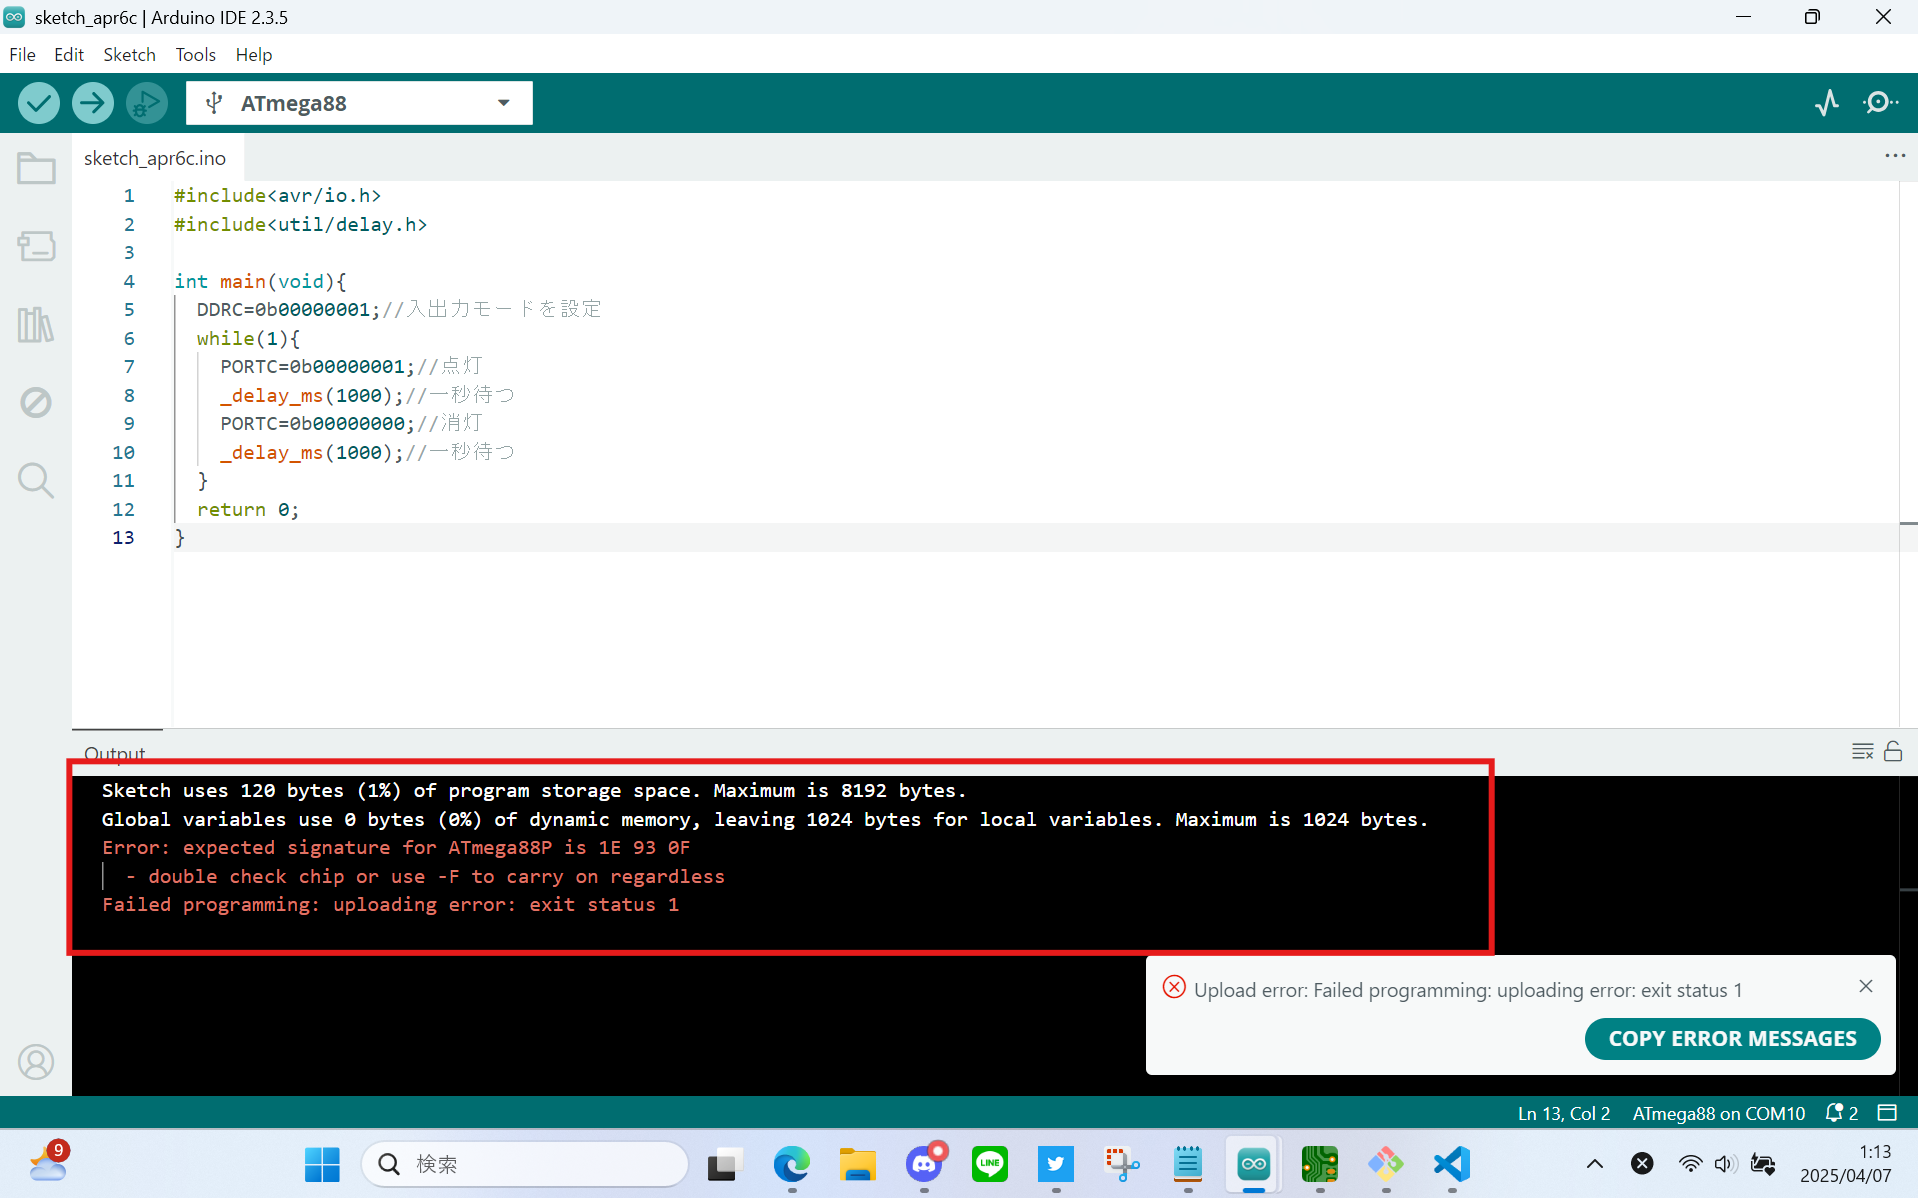 sketch_apr6c | Arduino IDE 2.3.5
File Edit Sketch Tools Help
ATmega88
sketch_apr6c.ino
1 #include<avr/io.h>
2 #include<util/delay.h>
3
4 int main(void){
5 DDRC=0b00000001;//入出力モードを設定
6 while(1){
7 PORTC=0b00000001;//点灯
8 _delay_ms(1000);//一秒待つ
9 PORTC=0b00000000;//消灯
10 _delay_ms(1000);//一秒待つ
11 }
12 return 0;
13 }
Output
Sketch uses 120 bytes (1%) of program storage space. Maximum is 8192 bytes.
Global variables use 0 bytes (0%) of dynamic memory, leaving 1024 bytes for local variables. Maximum is 1024 bytes.
Error: expected signature for ATmega88P is 1E 93 0F
- double check chip or use -F to carry on regardless
Failed programming: uploading error: exit status 1
Upload error: Failed programming: uploading error: exit status 1
COPY ERROR MESSAGES
Ln 13, Col 2 ATmega88 on COM10 2
9
検索
LINE
1:13
2025/04/07